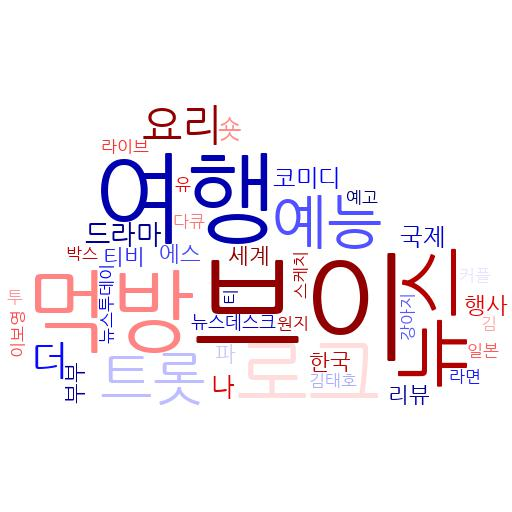 요리
숏
라이브
여행
유
코미디
예고
다큐
예능
드라마
국제
박스
티비
에스
세계
스케치
뉴스
커플
먹방
브이
뉴스투데이
티
강아지
투
뉴스데스크
원지
행사
이보영
김
더
트롯
파
로그
한국
일본
부부
나
김태호
라면
리뷰